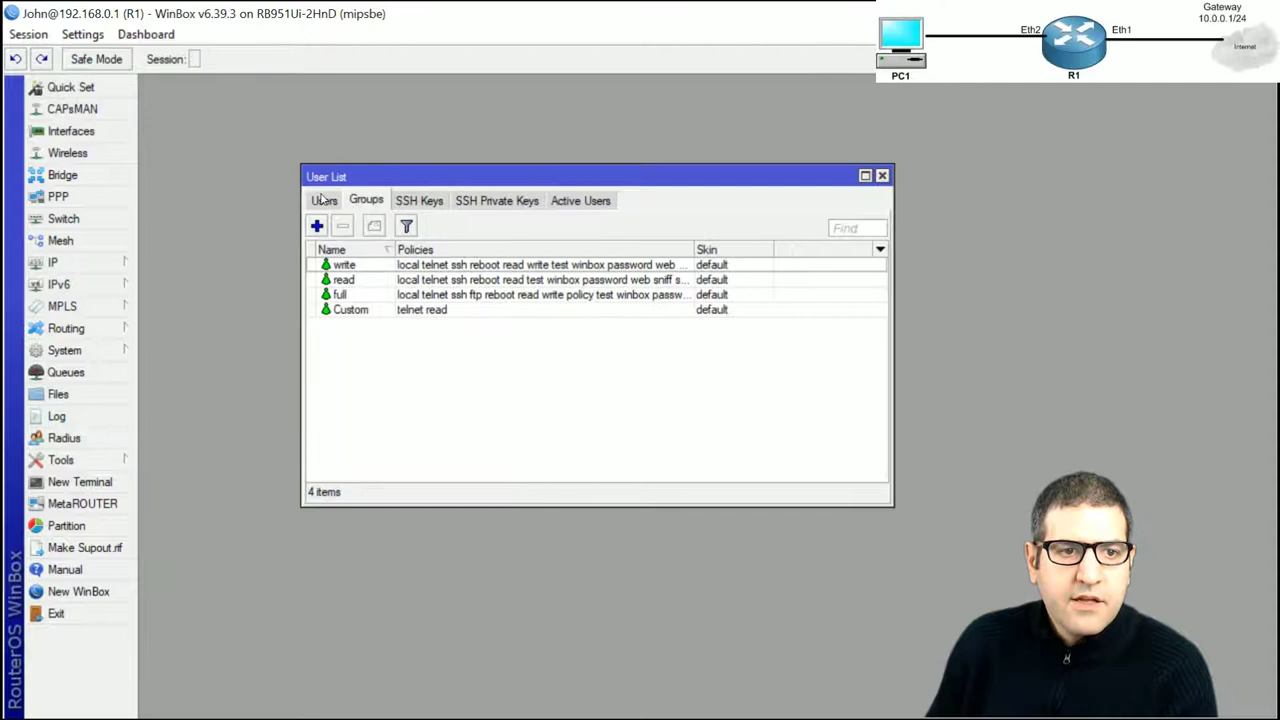 John@192.168.0.1 (R1) - WinBox v6.39.3 on RB951Ui-2HnD (mipsbe)
Session Settings Dashboard
Safe Mode Session:
Gateway
10.0.0.1/24
Eth2 Eth1
Internet
PC1 R1
Quick Set
CAPsMAN
Interfaces
Wireless
Bridge
PPP
Switch
Mesh
IP
IPv6
MPLS
Routing
System
Queues
Files
Log
Radius
Tools
New Terminal
MetaROUTER
Partition
Make Supout.rif
Manual
New WinBox
Exit
RouterOS WinBox
User List
Users Groups SSH Keys SSH Private Keys Active Users
Find
Name Policies Skin
write local telnet ssh reboot read write test winbox password web ... default
read local telnet ssh reboot read test winbox password web sniff s... default
full local telnet ssh ftp reboot read write policy test winbox passw... default
Custom telnet read default
4 items